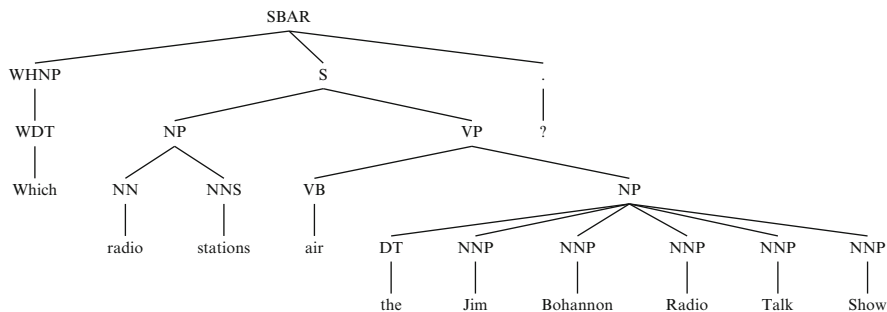 SBAR
WHNP S .
WDT NP VP ?
Which NN NNS VB NP
radio stations air DT NNP NNP NNP NNP NNP
the Jim Bohannon Radio Talk Show